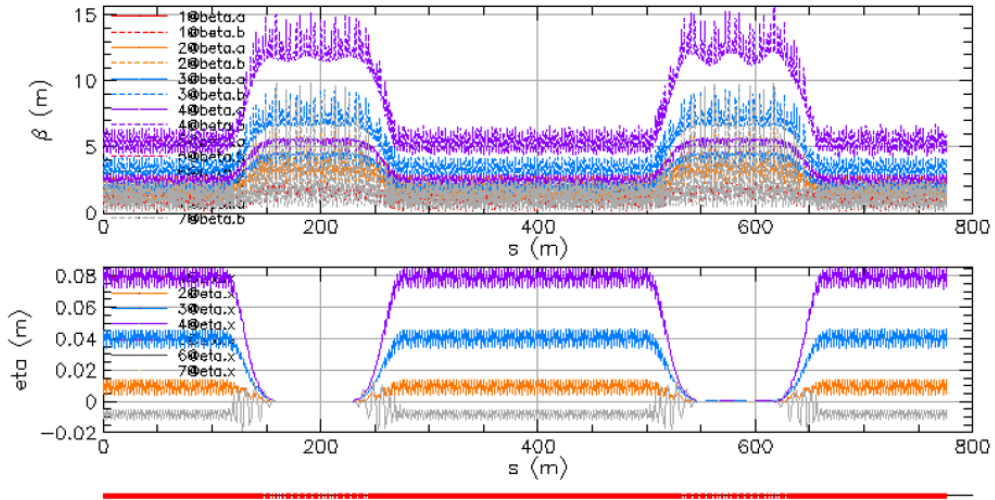 15
10
5
0
β (m)
1@beta.a
1@beta.b
2@beta.a
2@beta.b
3@beta.a
3@beta.b
4@beta.a
4@beta.b
7@beta.b
0
200
400
600
800
s (m)
0.08
0.06
0.04
0.02
0
−0.02
eta (m)
2@eta.x
3@eta.x
4@eta.x
6@eta.x
7@eta.x
0
200
400
600
800
s (m)